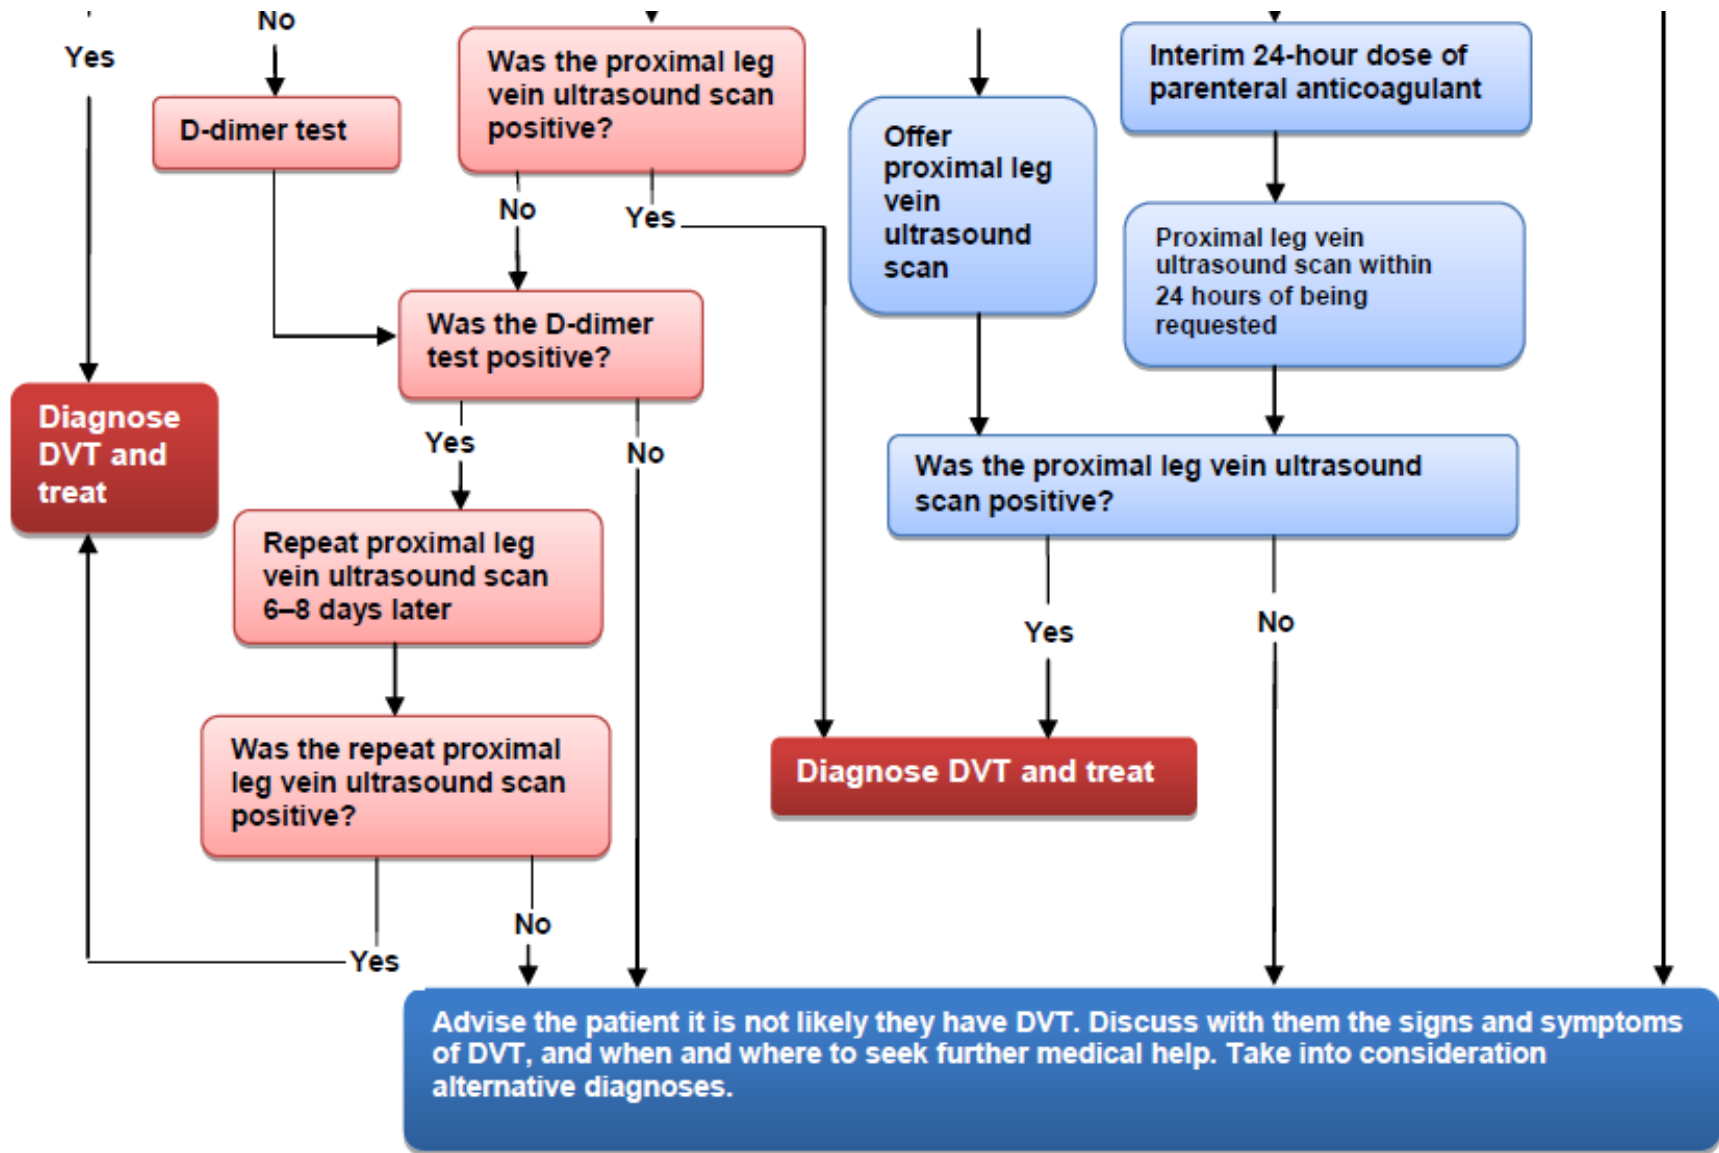 No
Yes
D-dimer test
Was the proximal leg
vein ultrasound scan
positive?
Interim 24-hour dose of
parenteral anticoagulant
Offer
proximal leg
vein
ultrasound
scan
No
Yes
Proximal leg vein
ultrasound scan within
24 hours of being
requested
Was the D-dimer
test positive?
Diagnose
DVT and
treat
Yes
No
Was the proximal leg vein ultrasound
scan positive?
Repeat proximal leg
vein ultrasound scan
6–8 days later
Yes
No
Was the repeat proximal
leg vein ultrasound scan
positive?
Diagnose DVT and treat
No
Yes
Advise the patient it is not likely they have DVT. Discuss with them the signs and symptoms
of DVT, and when and where to seek further medical help. Take into consideration
alternative diagnoses.